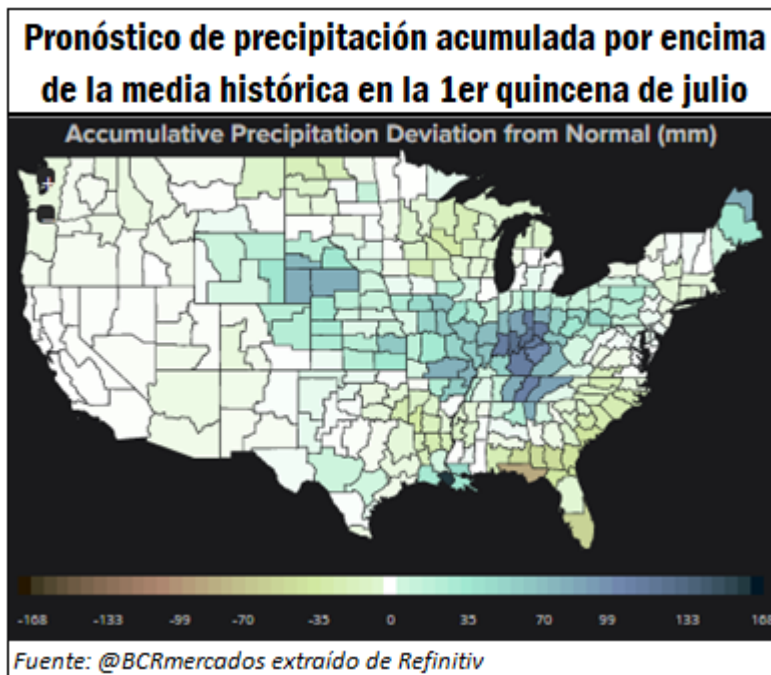 Pronóstico de precipitación acumulada por encima
de la media histórica en la 1er quincena de julio
Accumulative Precipitation Deviation from Normal (mm)
-168 -133 -99 -70 -35 0 35 70 99 133 168
Fuente: @BCRmercados extraído de Refinitiv